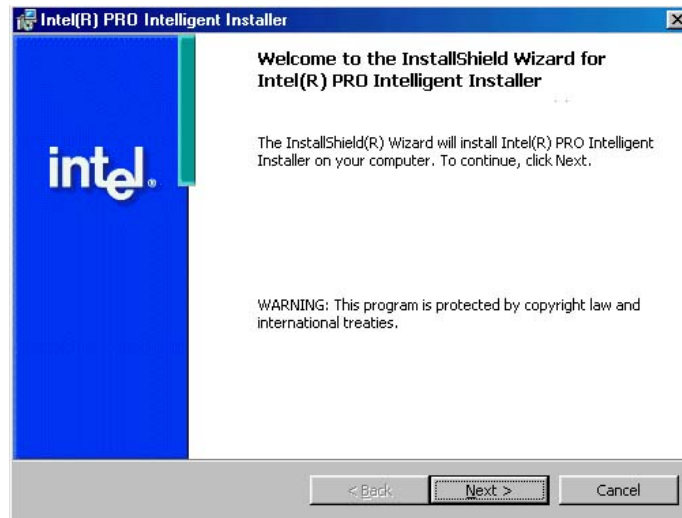 Intel(R) PRO Intelligent Installer
Welcome to the InstallShield Wizard for
Intel(R) PRO Intelligent Installer
The InstallShield(R) Wizard will install Intel(R) PRO Intelligent
Installer on your computer. To continue, click Next.
intel®
WARNING: This program is protected by copyright law and
international treaties.
< Back
Next >
Cancel